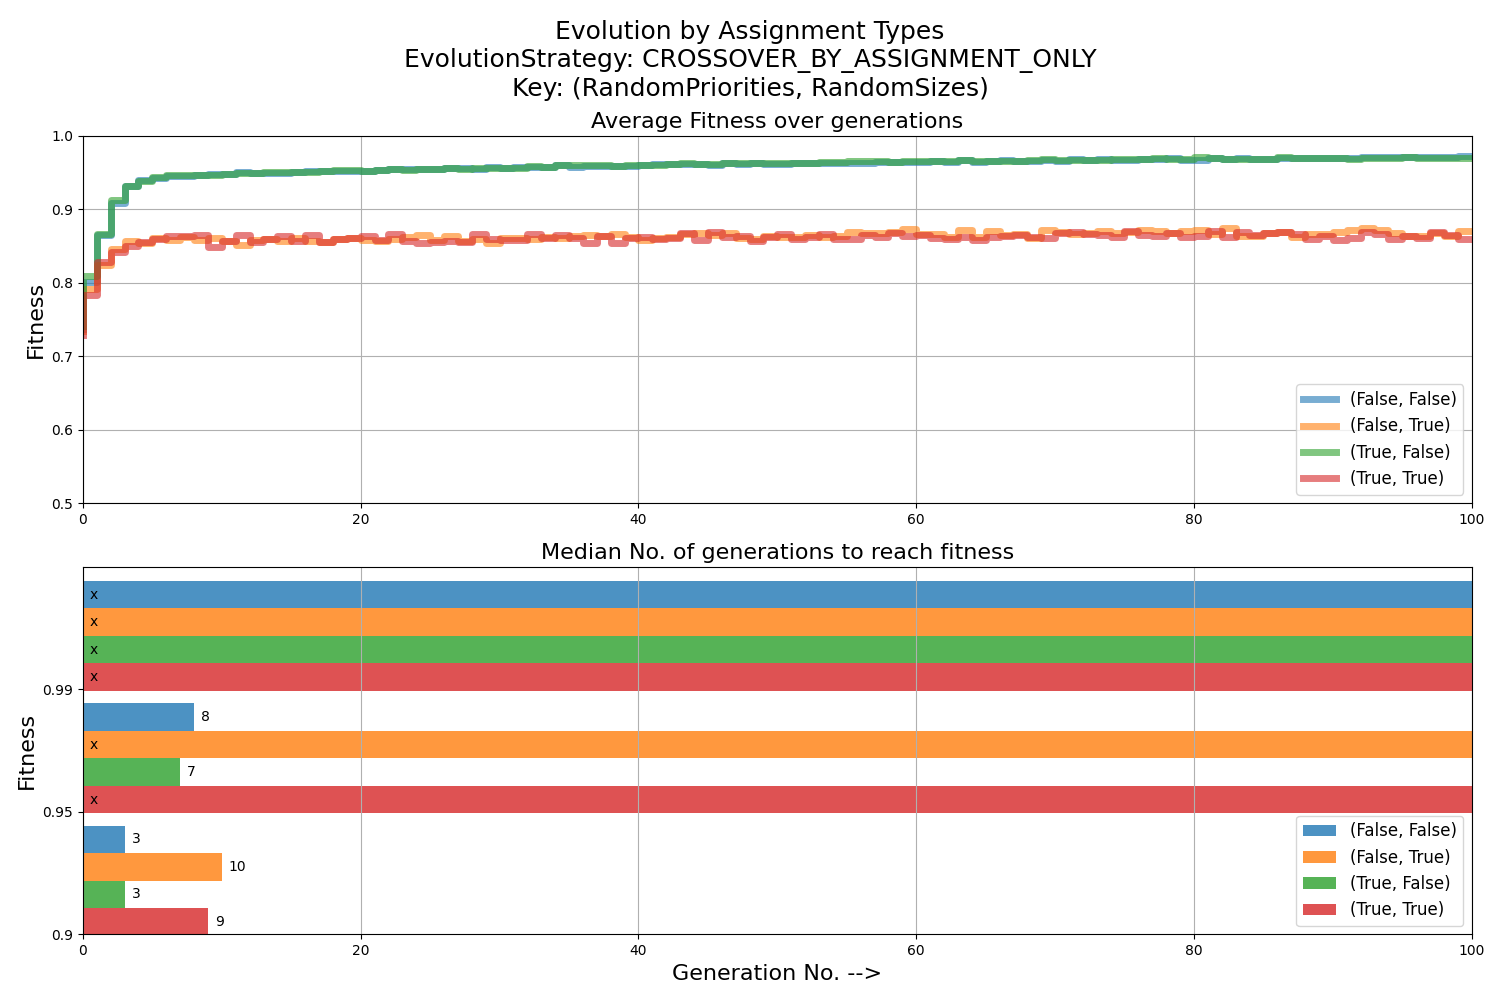 Evolution by Assignment Types
EvolutionStrategy: CROSSOVER_BY_ASSIGNMENT_ONLY
Key: (RandomPriorities, RandomSizes)
Average Fitness over generations
1.0
0.9
0.8
0.7
0.6
0.5
Fitness
(False, False)
(False, True)
(True, False)
(True, True)
0 20 40 60 80 100
Median No. of generations to reach fitness
x
x
x
x
0.99
8
x
7
x
0.95
3
10
3
9
0.9
Fitness
(False, False)
(False, True)
(True, False)
(True, True)
0 20 40 60 80 100
Generation No. -->